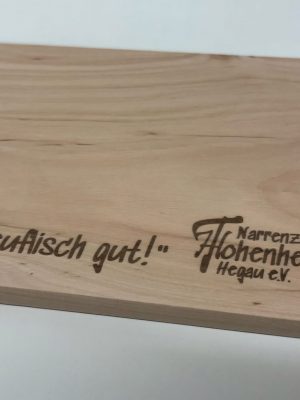 uflisch gut!"
Narrenz
Hohenhe
Hegau e.V.